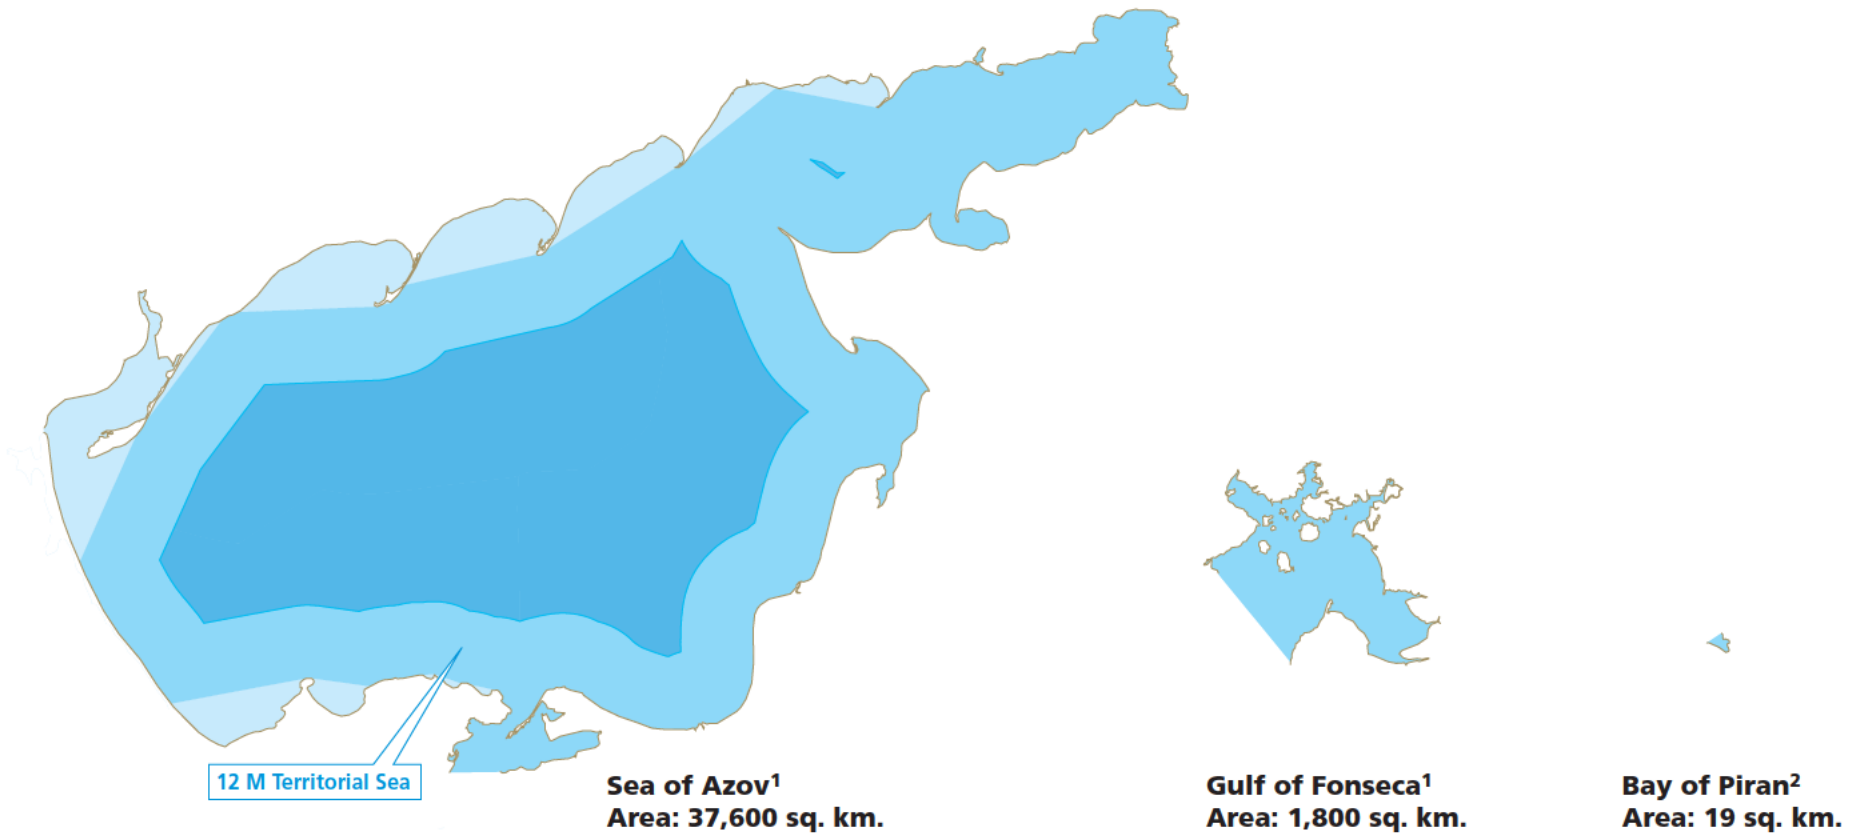 12 M Territorial Sea
Sea of Azov¹
Area: 37,600 sq. km.
Gulf of Fonseca¹
Area: 1,800 sq. km.
Bay of Piran²
Area: 19 sq. km.